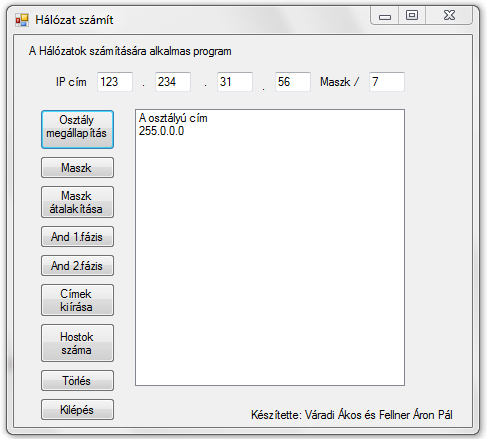 Hálózat számít
A Hálózatok számítására alkalmas program
IP cím 123 . 234 . 31 . 56 Maszk / 7
Osztály
megállapítás
A osztályú cím
255.0.0.0
Maszk
Maszk
átalakítása
And 1.fázis
And 2.fázis
Címek
kiírása
Hostok
száma
Törlés
Kilépés
Készítette: Váradi Ákos és Fellner Áron Pál